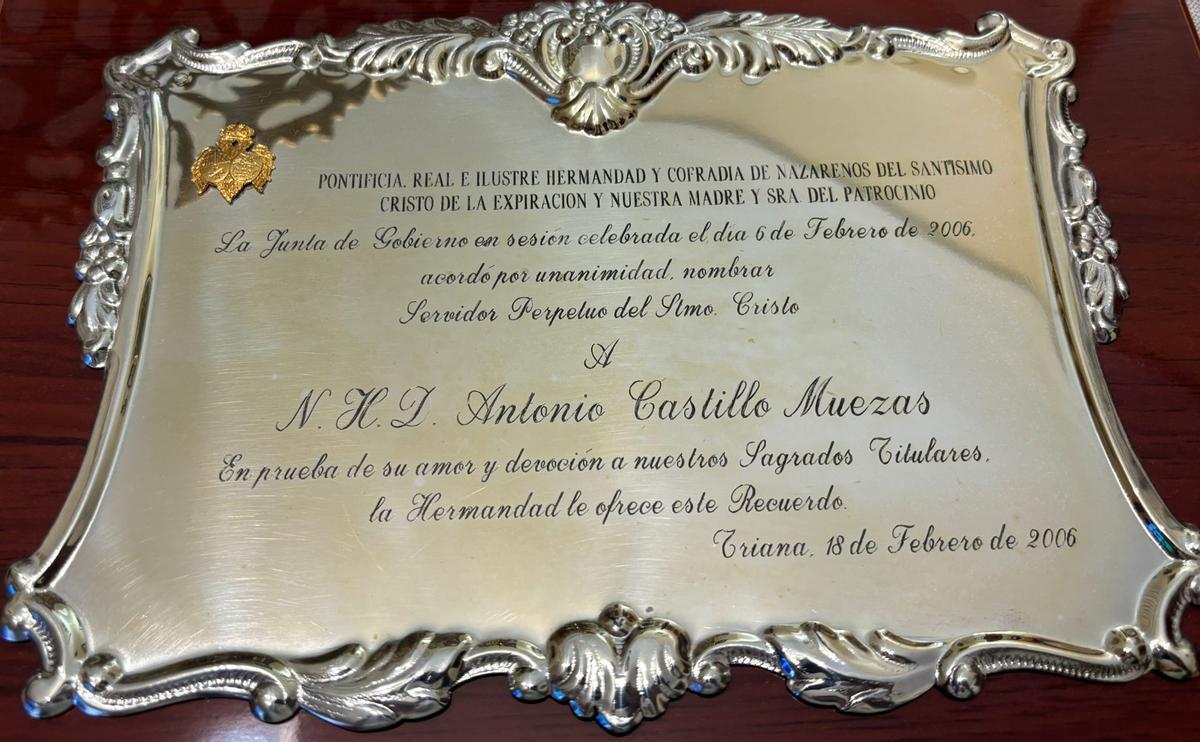 PONTIFICIA. REAL E ILUSTRE HERMANDAD Y COFRADIA DE NAZARENOS DEL SANTISIMO
CRISTO DE LA EXPIRACION Y NUESTRA MADRE Y SRA. DEL PATROCINIO
La Junta de Gobierno en sesión celebrada el dia 6 de Febrero de 2006,
acordó por unanimidad, nombrar
Servidor Perpetuo del Stmo. Cristo
A
N. H. D. Antonio Castillo Muezas
En prueba de su amor y devoción a nuestros Sagrados Titulares,
la Hermandad le ofrece este Recuerdo.
Triana, 18 de Febrero de 2006